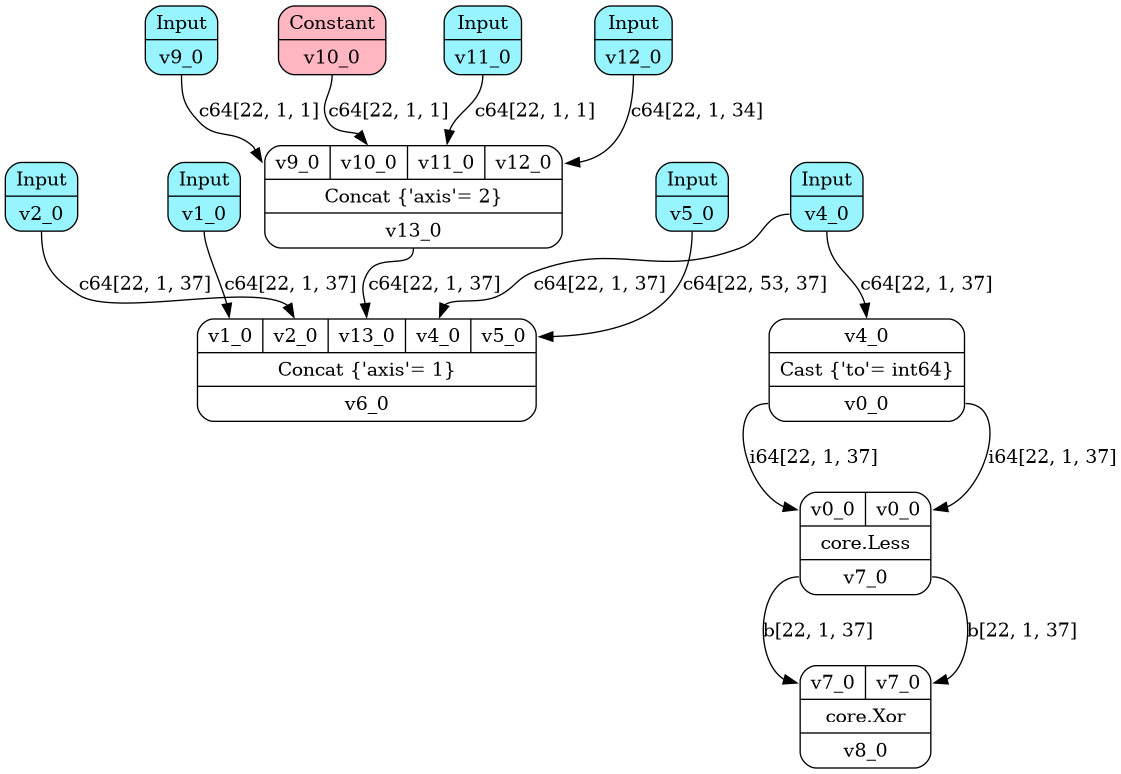 Input
v9_0
Constant
v10_0
Input
v11_0
Input
v12_0
c64[22, 1, 1]
c64[22, 1, 1]
c64[22, 1, 1]
c64[22, 1, 34]
v9_0 v10_0 v11_0 v12_0
Concat {'axis'= 2}
v13_0
Input
v2_0
Input
v1_0
Input
v5_0
Input
v4_0
c64[22, 1, 37]
c64[22, 1, 37]
c64[22, 1, 37]
c64[22, 1, 37]
c64[22, 53, 37]
c64[22, 1, 37]
v1_0 v2_0 v13_0 v4_0 v5_0
Concat {'axis'= 1}
v6_0
v4_0
Cast {'to'= int64}
v0_0
i64[22, 1, 37]
i64[22, 1, 37]
v0_0 v0_0
core.Less
v7_0
b[22, 1, 37]
b[22, 1, 37]
v7_0 v7_0
core.Xor
v8_0